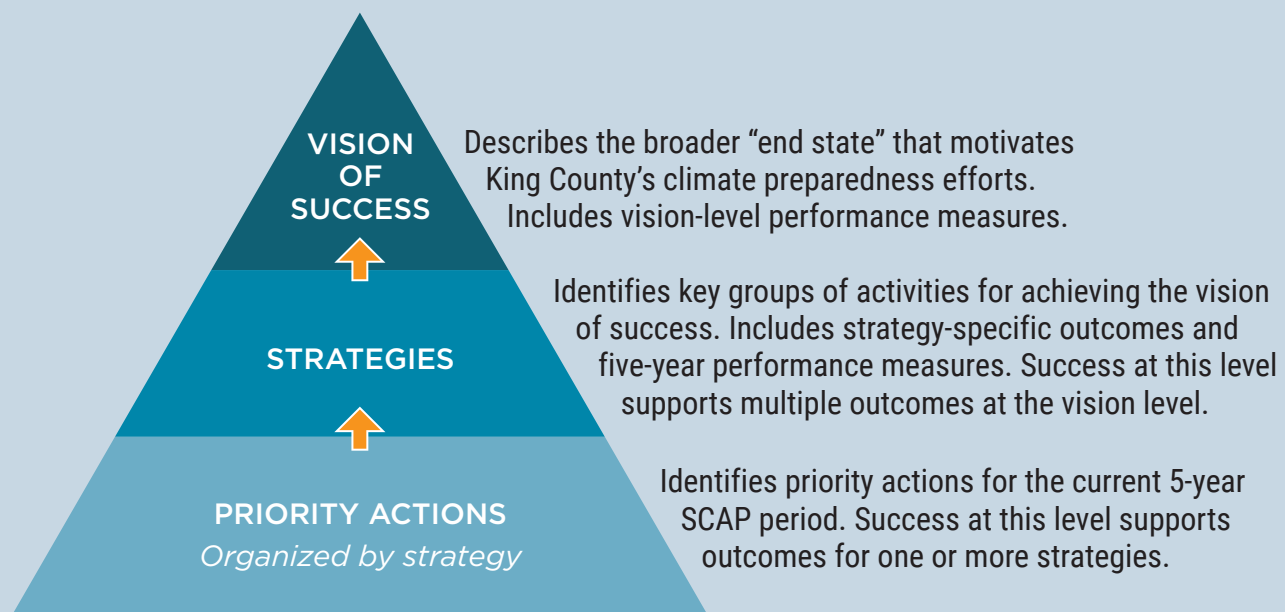 VISION
OF
SUCCESS
Describes the broader “end state” that motivates
King County’s climate preparedness efforts.
Includes vision-level performance measures.
STRATEGIES
Identifies key groups of activities for achieving the vision
of success. Includes strategy-specific outcomes and
five-year performance measures. Success at this level
supports multiple outcomes at the vision level.
PRIORITY ACTIONS
Organized by strategy
Identifies priority actions for the current 5-year
SCAP period. Success at this level supports
outcomes for one or more strategies.